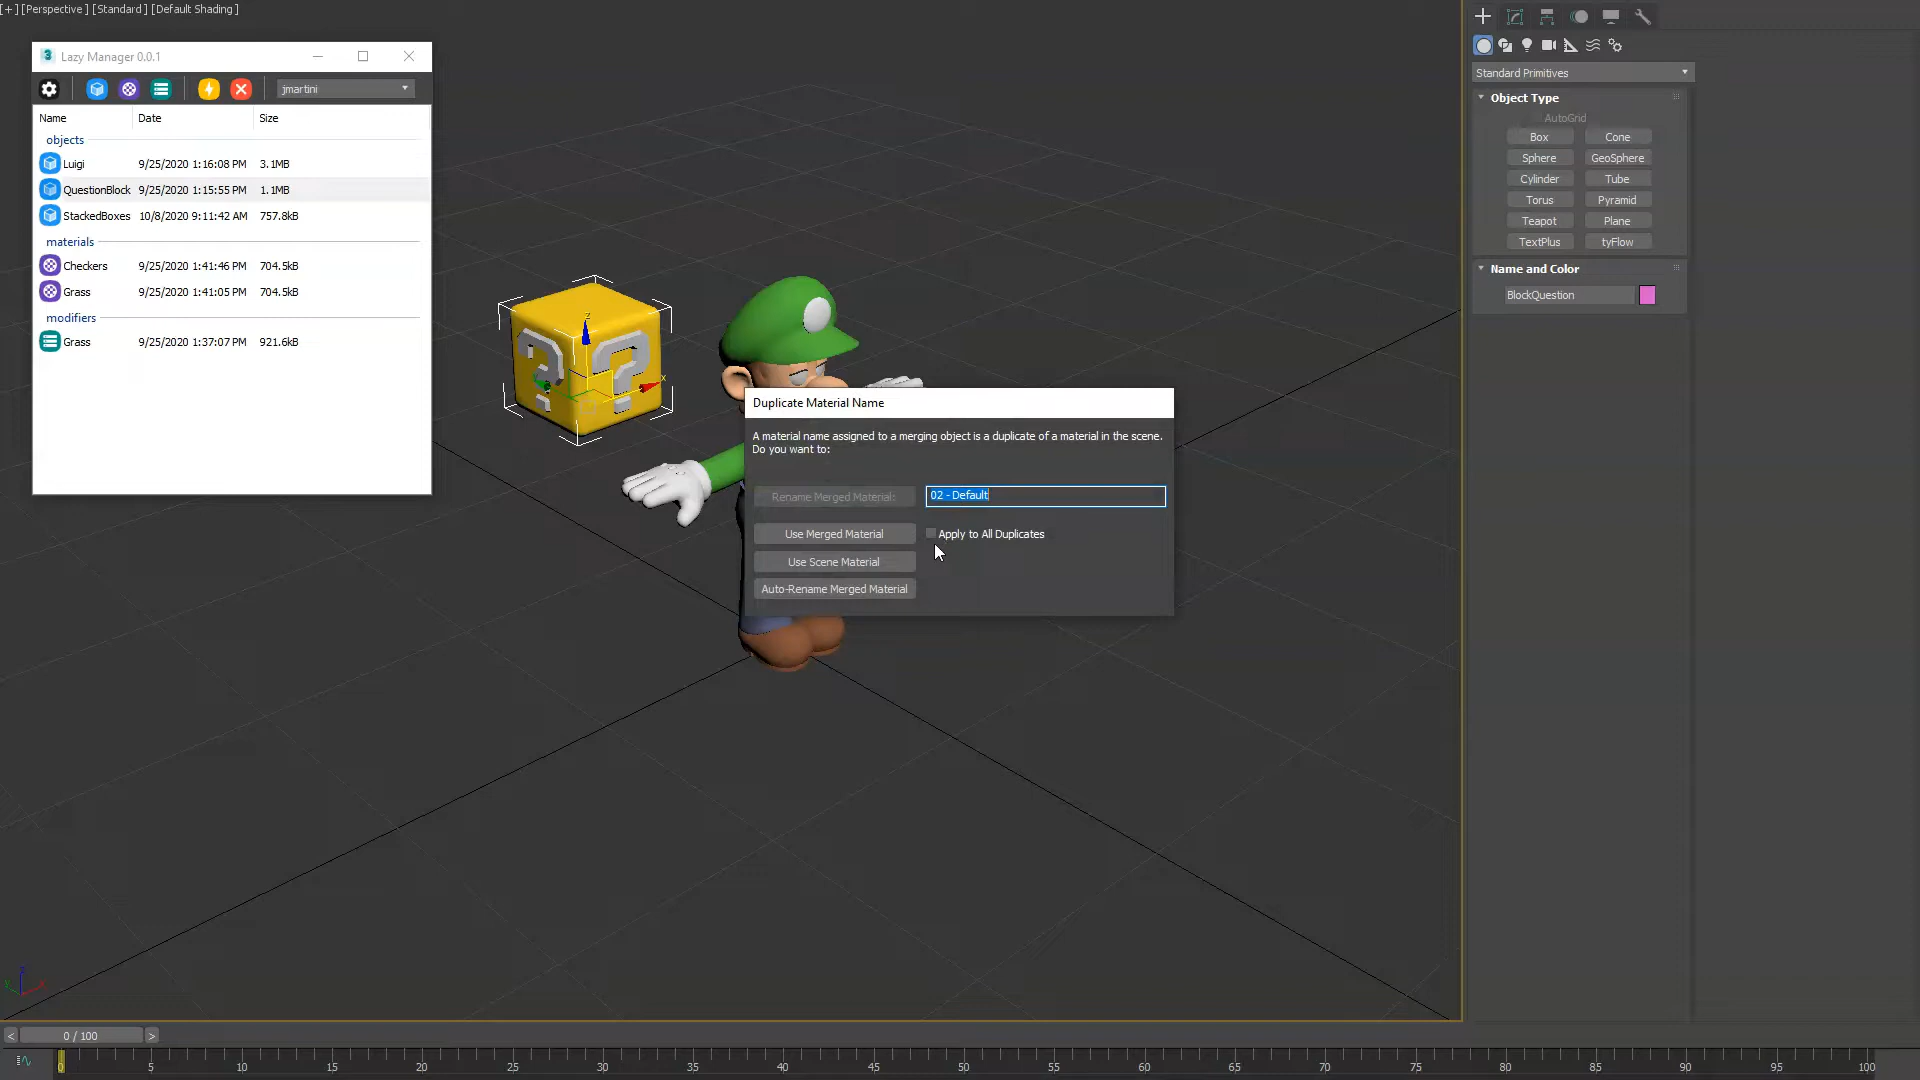 [+] [Perspective ] [Standard ] [Default Shading ]
Lazy Manager 0.0.1
jmartini
Name Date Size
objects
Luigi 9/25/2020 1:16:08 PM 3.1MB
QuestionBlock 9/25/2020 1:15:55 PM 1.1MB
StackedBoxes 10/8/2020 9:11:42 AM 757.8kB
materials
Checkers 9/25/2020 1:41:46 PM 704.5kB
Grass 9/25/2020 1:41:05 PM 704.5kB
modifiers
Grass 9/25/2020 1:37:07 PM 921.6kB
? ?
z
x
Duplicate Material Name
A material name assigned to a merging object is a duplicate of a material in the scene.
Do you want to:
Rename Merged Material: 02 - Default
Use Merged Material Apply to All Duplicates
Use Scene Material
Auto-Rename Merged Material
Standard Primitives
Object Type
AutoGrid
Box Cone
Sphere GeoSphere
Cylinder Tube
Torus Pyramid
Teapot Plane
TextPlus tyFlow
Name and Color
BlockQuestion
z
y x
< 0 / 100 >
0 5 10 15 20 25 30 35 40 45 50 55 60 65 70 75 80 85 90 95 100